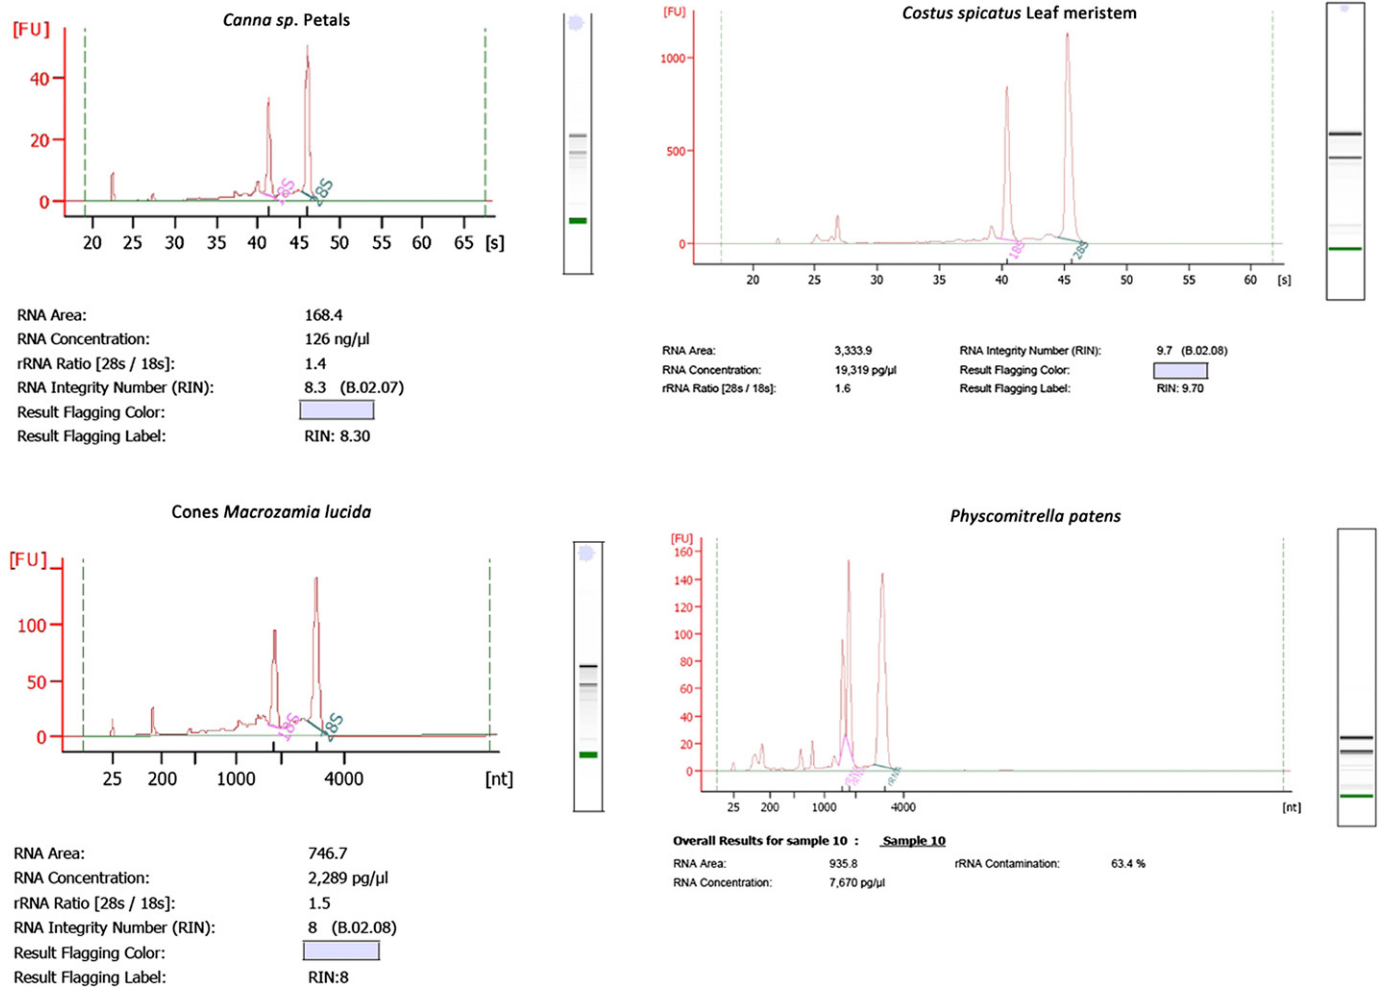 Canna sp. Petals
[FU]
40
20
0
18S
28S
20 25 30 35 40 45 50 55 60 65 [s]
RNA Area: 168.4
RNA Concentration: 126 ng/µl
rRNA Ratio [28s / 18s]: 1.4
RNA Integrity Number (RIN): 8.3 (B.02.07)
Result Flagging Color:
Result Flagging Label: RIN: 8.30
Costus spicatus Leaf meristem
[FU]
1000
500
0
18S
28S
20 25 30 35 40 45 50 55 60 [s]
RNA Area: 3,333.9 RNA Integrity Number (RIN): 9.7 (B.02.08)
RNA Concentration: 19,319 pg/µl Result Flagging Color:
rRNA Ratio [28s / 18s]: 1.6 Result Flagging Label: RIN: 9.70
Cones Macrozamia lucida
[FU]
100
50
0
18S
28S
25 200 1000 4000 [nt]
RNA Area: 746.7
RNA Concentration: 2,289 pg/µl
rRNA Ratio [28s / 18s]: 1.5
RNA Integrity Number (RIN): 8 (B.02.08)
Result Flagging Color:
Result Flagging Label: RIN:8
Physcomitrella patens
[FU]
160
140
120
100
80
60
40
20
0
25 200 1000 4000 [nt]
Overall Results for sample 10 : Sample 10
RNA Area: 935.8 rRNA Contamination: 63.4 %
RNA Concentration: 7,670 pg/µl